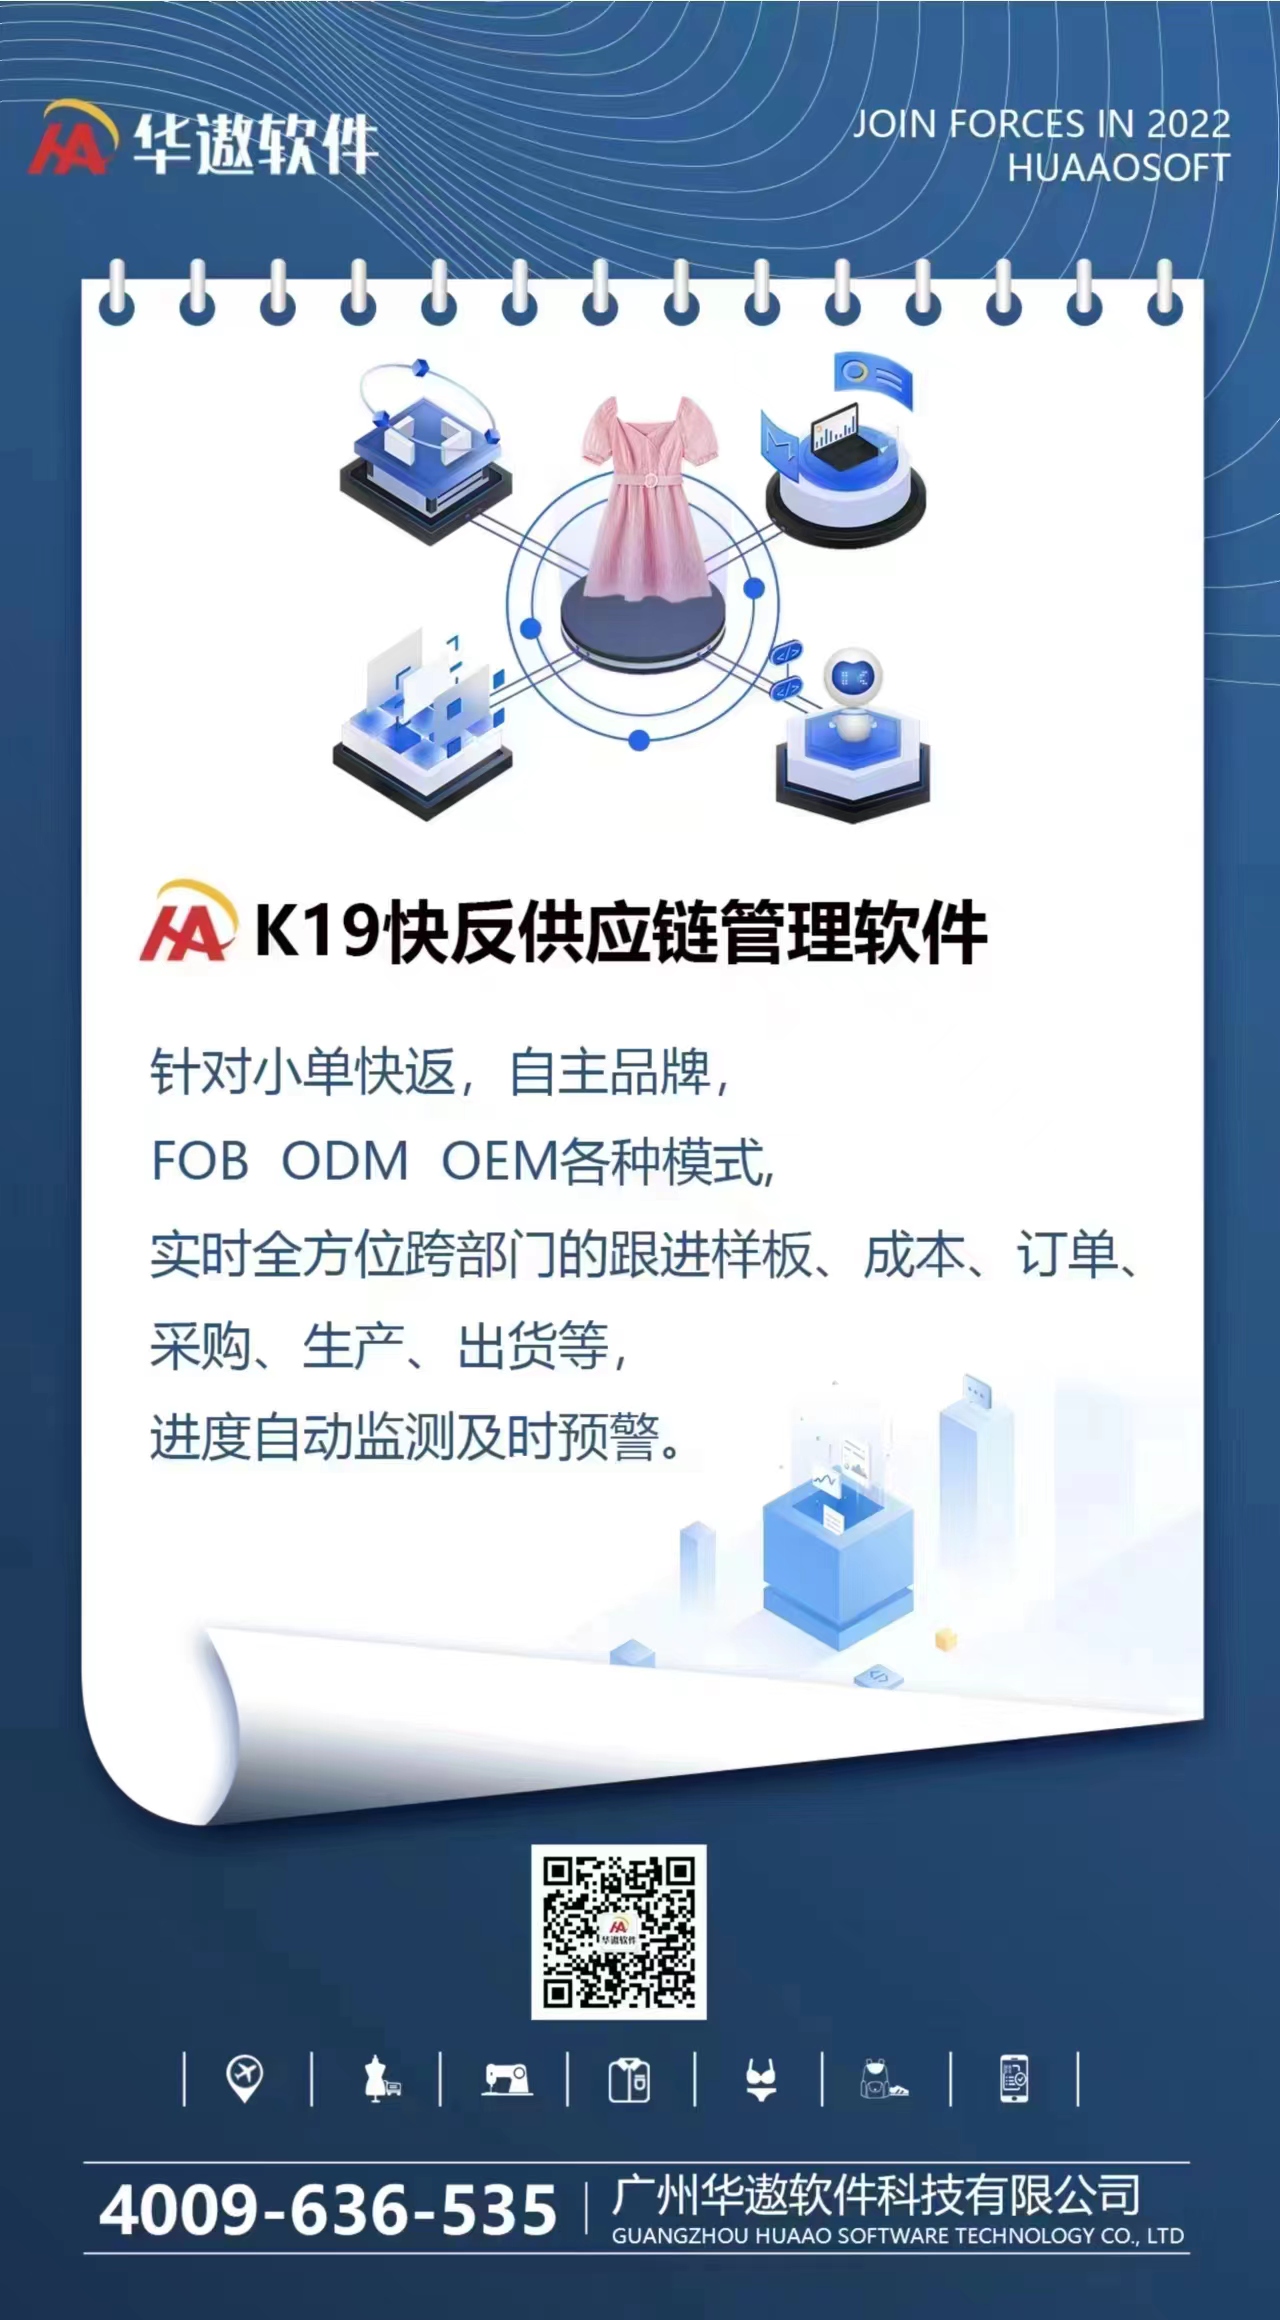 华遨软件
JOIN FORCES IN 2022
HUAAOSOFT
K19快反供应链管理软件
针对小单快返，自主品牌，
FOB ODM OEM各种模式，
实时全方位跨部门的跟进样板、成本、订单、
采购、生产、出货等，
进度自动监测及时预警。
华遨软件
4009-636-535
广州华遨软件科技有限公司
GUANGZHOU HUAAO SOFTWARE TECHNOLOGY CO., LTD